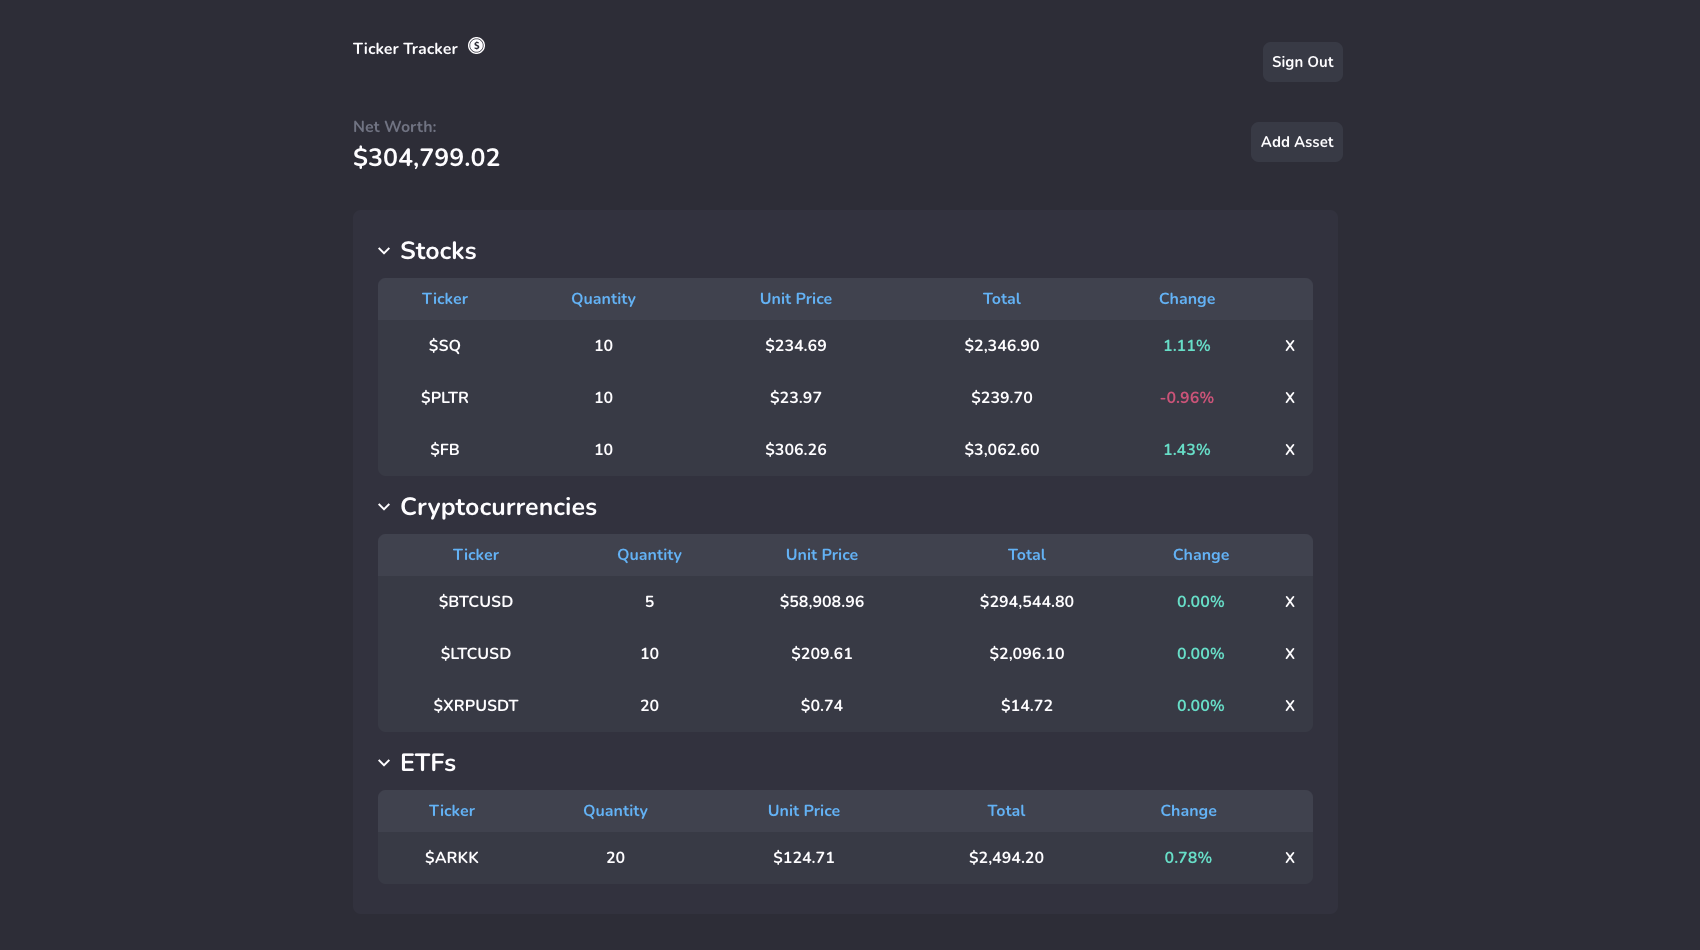 Ticker Tracker
Sign Out
Net Worth:
$304,799.02
Add Asset
Stocks
Ticker Quantity Unit Price Total Change
$SQ 10 $234.69 $2,346.90 1.11% X
$PLTR 10 $23.97 $239.70 -0.96% X
$FB 10 $306.26 $3,062.60 1.43% X
Cryptocurrencies
Ticker Quantity Unit Price Total Change
$BTCUSD 5 $58,908.96 $294,544.80 0.00% X
$LTCUSD 10 $209.61 $2,096.10 0.00% X
$XRPUSDT 20 $0.74 $14.72 0.00% X
ETFs
Ticker Quantity Unit Price Total Change
$ARKK 20 $124.71 $2,494.20 0.78% X